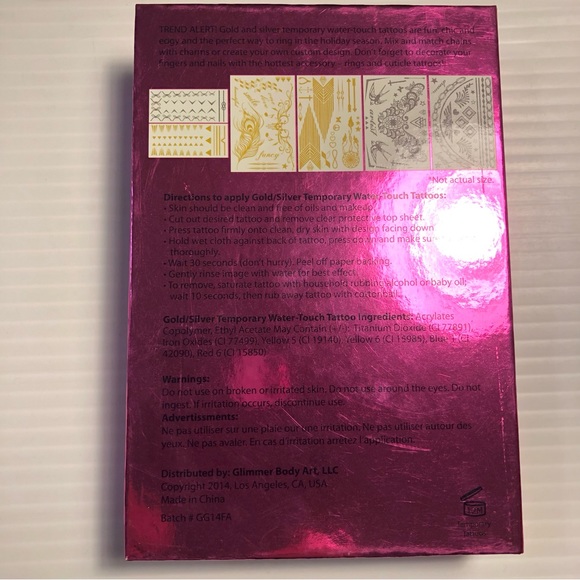 TREND ALERT! Gold and silver temporary water-touch tattoos are fun, chic and
edgy and the perfect way to ring in the holiday season. Mix and match chains
with charms or create your own custom design. Don't forget to decorate your
fingers and nails with the hottest accessory – rings and cuticle tattoos!
fancy
*Not actual size.
Directions to apply Gold/Silver Temporary Water-Touch Tattoos:
• Skin should be clean and free of oils and makeup.
• Cut out desired tattoo and remove clear protective top sheet.
• Press tattoo firmly onto clean, dry skin with design facing down.
• Hold wet cloth against back of tattoo, press down and make su
thoroughly.
• Wait 30 seconds (don't hurry). Peel off paper backing.
• Gently rinse image with water for best effect.
• To remove, saturate tattoo with household rubbing alcohol or baby oil;
wait 10 seconds, then rub away tattoo with cotton ball.
Gold/Silver Temporary Water-Touch Tattoo Ingredients: Acrylates
Copolymer, Ethyl Acetate May Contain (+/-): Titanium Dioxide (CI 77891),
Iron Oxides (CI 77499), Yellow 5 (CI 19140), Yellow 6 (CI 15985), Blue 1 (CI
42090), Red 6 (CI 15850)
Warnings:
Do not use on broken or irritated skin. Do not use around the eyes. Do not
ingest. If irritation occurs, discontinue use.
Advertissments:
Ne pas utiliser sur une plaie our une irritation. Ne pas utiliser autour des
yeux. Ne pas avaler. En cas d'irritation arrêtez l'application.
Distributed by: Glimmer Body Art, LLC
Copyright 2014, Los Angeles, CA, USA
Made in China
Batch # GG14FA